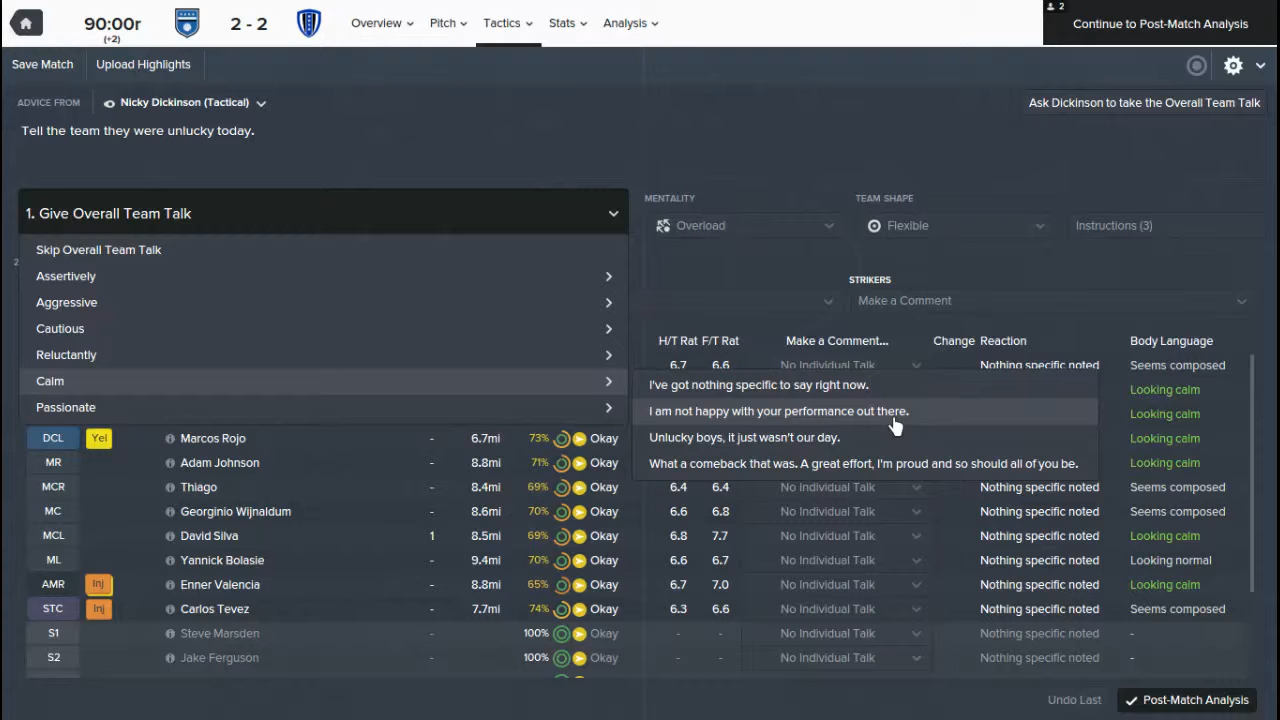 90:00r
(+2)
2 - 2
Overview
Pitch
Tactics
Stats
Analysis
2
Continue to Post-Match Analysis
Save Match
Upload Highlights
ADVICE FROM
Nicky Dickinson (Tactical)
Ask Dickinson to take the Overall Team Talk
Tell the team they were unlucky today.
1. Give Overall Team Talk
MENTALITY
TEAM SHAPE
Overload
Flexible
Instructions (3)
Skip Overall Team Talk
2
Assertively
Aggressive
Cautious
Reluctantly
Calm
Passionate
STRIKERS
Make a Comment
H/T Rat F/T Rat Make a Comment... Change Reaction Body Language
6.7 6.6 No Individual Talk Nothing specific noted Seems composed
Looking calm
Looking calm
Looking calm
Looking calm
I've got nothing specific to say right now.
I am not happy with your performance out there.
Unlucky boys, it just wasn't our day.
What a comeback that was. A great effort, I'm proud and so should all of you be.
DCL Yel Marcos Rojo - 6.7mi 73% Okay
MR Adam Johnson - 8.8mi 71% Okay
MCR Thiago - 8.4mi 69% Okay 6.4 6.4 No Individual Talk Nothing specific noted Seems composed
MC Georginio Wijnaldum - 8.6mi 70% Okay 6.6 6.8 No Individual Talk Nothing specific noted Seems composed
MCL David Silva 1 8.5mi 69% Okay 6.8 7.7 No Individual Talk Nothing specific noted Looking calm
ML Yannick Bolasie - 9.4mi 70% Okay 6.6 6.7 No Individual Talk Nothing specific noted Looking normal
AMR Inj Enner Valencia - 8.8mi 65% Okay 6.7 7.0 No Individual Talk Nothing specific noted Looking calm
STC Inj Carlos Tevez - 7.7mi 74% Okay 6.3 6.6 No Individual Talk Nothing specific noted Seems composed
S1 Steve Marsden - 100% Okay - - No Individual Talk Nothing specific noted -
S2 Jake Ferguson - 100% Okay - - No Individual Talk Nothing specific noted -
Undo Last
Post-Match Analysis